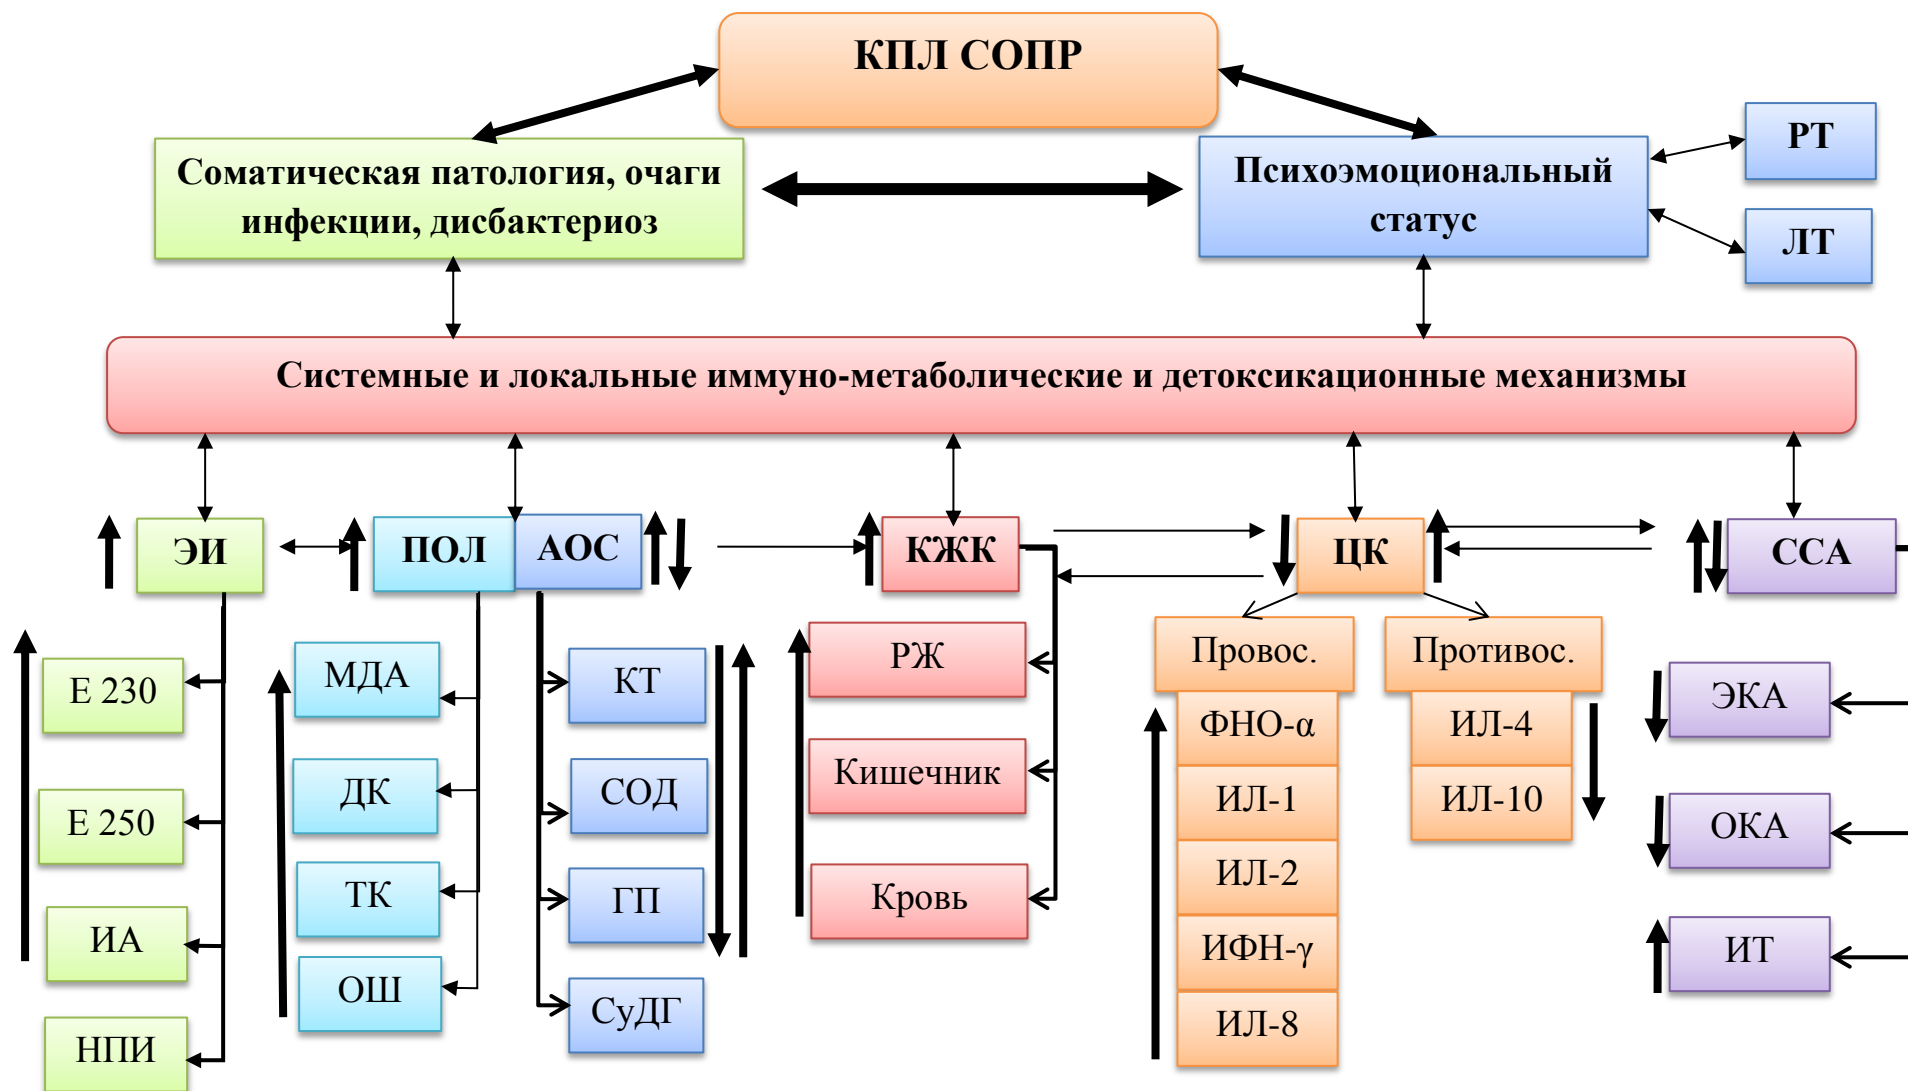 КПЛ СОПР
Соматическая патология, очаги
инфекции, дисбактериоз
Психоэмоциональный
статус
РТ
ЛТ
Системные и локальные иммуно-метаболические и детоксикационные механизмы
ЭИ
ПОЛ
АОС
КЖК
ЦК
ССА
Е 230
Е 250
ИА
НПИ
МДА
ДК
ТК
ОШ
КТ
СОД
ГП
СуДГ
РЖ
Кишечник
Кровь
Провос.
ФНО-α
ИЛ-1
ИЛ-2
ИФН-γ
ИЛ-8
Противос.
ИЛ-4
ИЛ-10
ЭКА
ОКА
ИТ